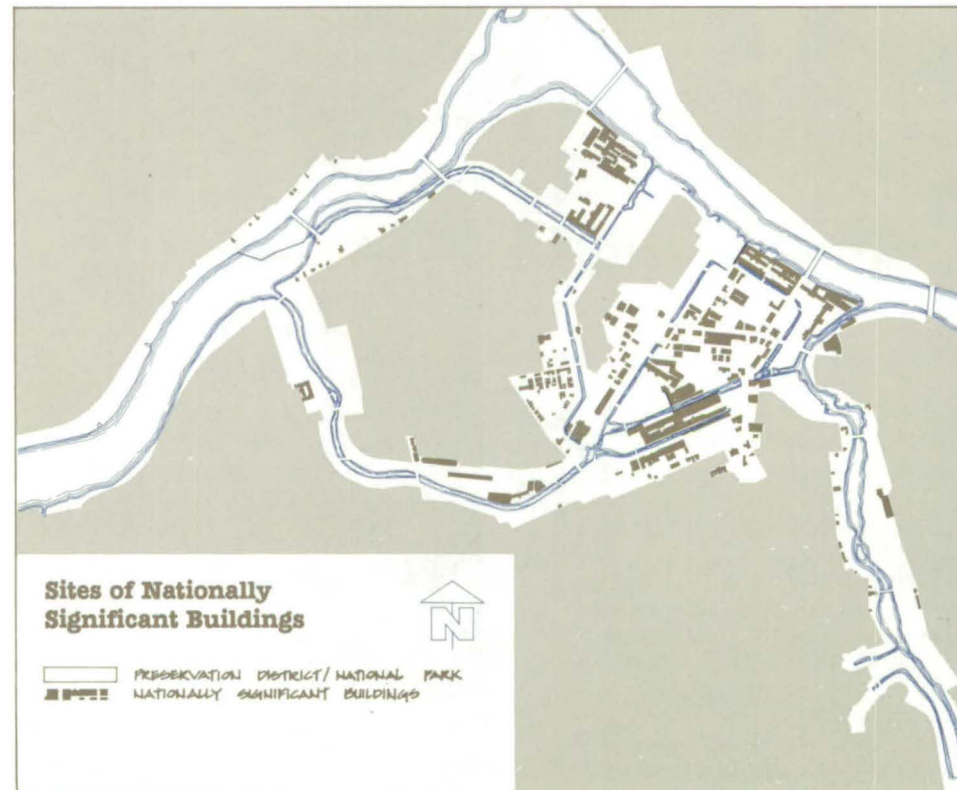 Sites of Nationally
Significant Buildings
N
PRESERVATION DISTRICT/NATIONAL PARK
NATIONALLY SIGNIFICANT BUILDINGS